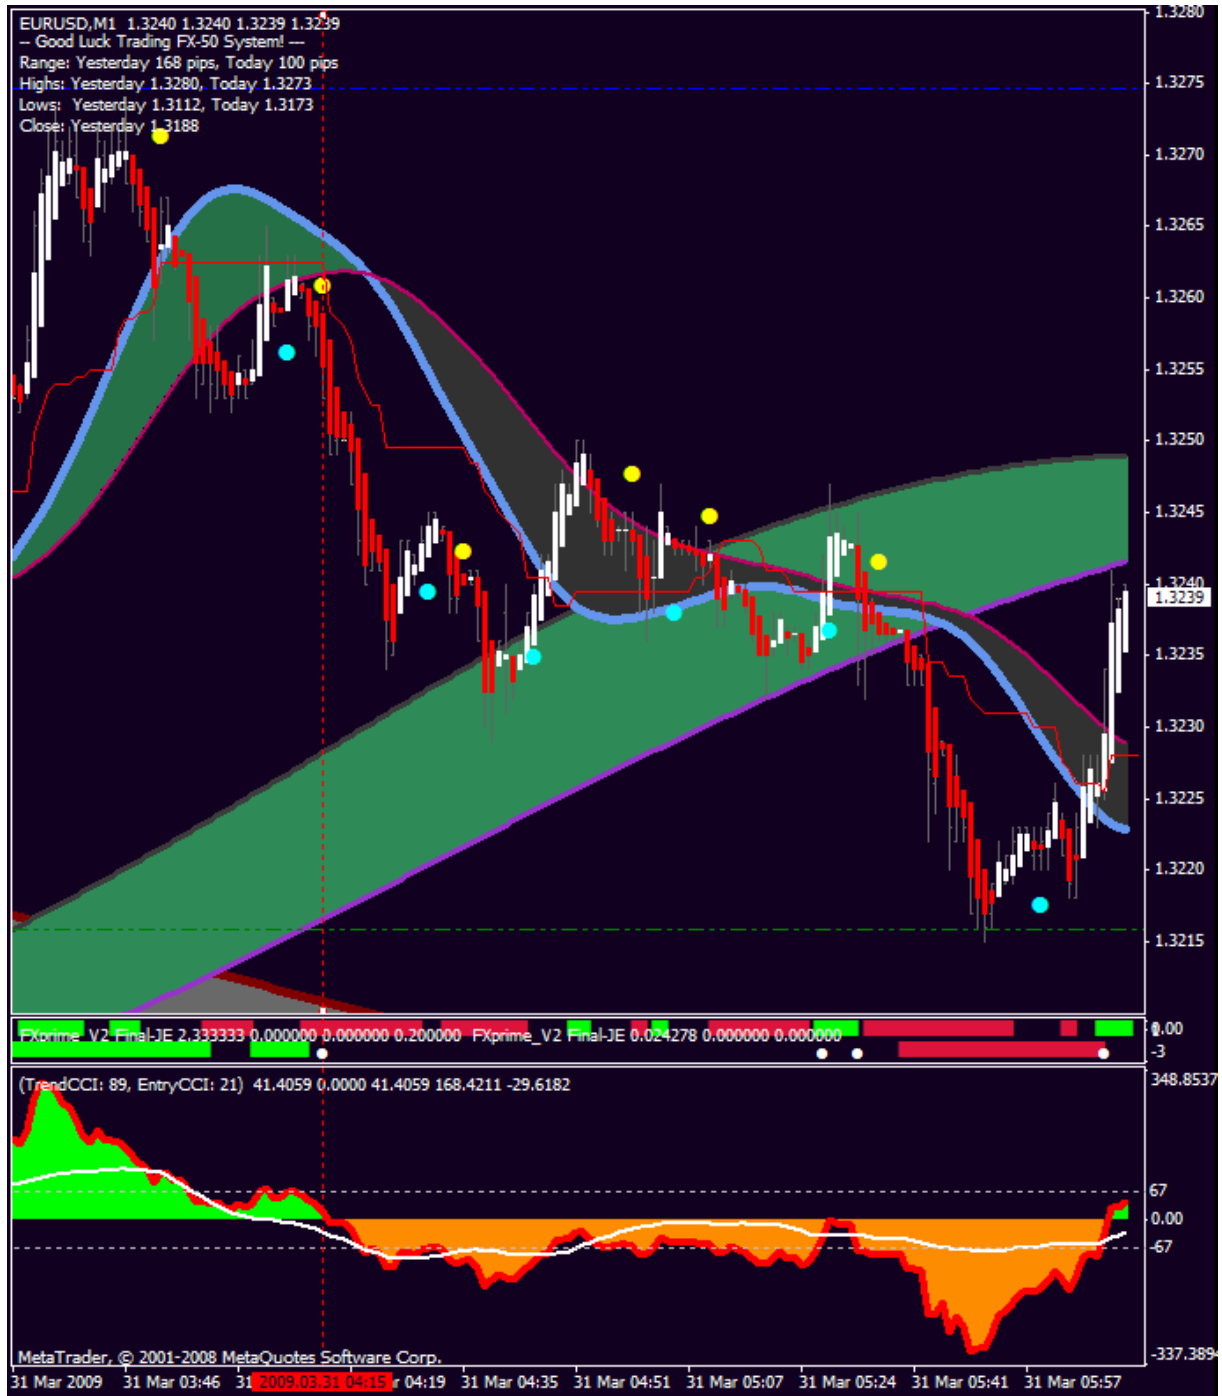 EURUSD,M1 1.3240 1.3240 1.3239 1.3239
-- Good Luck Trading FX-50 System! ---
Range: Yesterday 168 pips, Today 100 pips
Highs: Yesterday 1.3280, Today 1.3273
Lows: Yesterday 1.3112, Today 1.3173
Close: Yesterday 1.3188
1.3280
1.3275
1.3270
1.3265
1.3260
1.3255
1.3250
1.3245
1.3240
1.3239
1.3235
1.3230
1.3225
1.3220
1.3215
FXprime_V2 Final-JE 2.333333 0.000000 0.000000 0.200000 FXprime_V2 Final-JE 0.024278 0.000000 0.000000
-3
(TrendCCI: 89, EntryCCI: 21) 41.4059 0.0000 41.4059 168.4211 -29.6182
348.8537
67
0.00
-67
-337.3894
MetaTrader, © 2001-2008 MetaQuotes Software Corp.
31 Mar 2009 31 Mar 03:46 31 2009.03.31 04:15 r 04:19 31 Mar 04:35 31 Mar 04:51 31 Mar 05:07 31 Mar 05:24 31 Mar 05:41 31 Mar 05:57